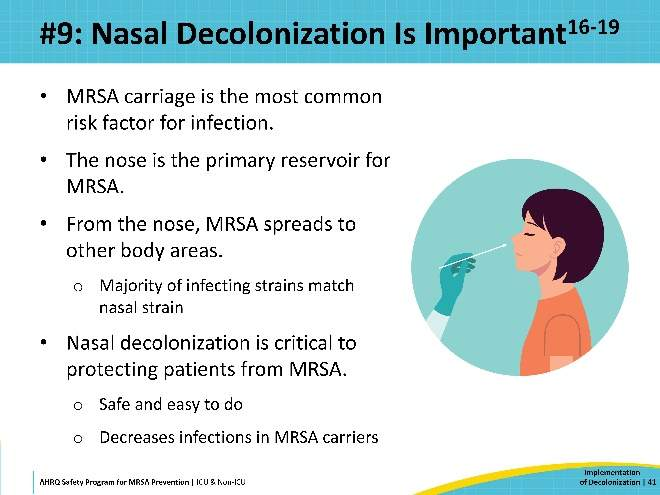 #9: Nasal Decolonization Is Important16-19
• MRSA carriage is the most common
risk factor for infection.
• The nose is the primary reservoir for
MRSA.
• From the nose, MRSA spreads to
other body areas.
o Majority of infecting strains match
nasal strain
• Nasal decolonization is critical to
protecting patients from MRSA.
o Safe and easy to do
o Decreases infections in MRSA carriers
AHRQ Safety Program for MRSA Prevention | ICU & Non-ICU
Implementation
of Decolonization | 41